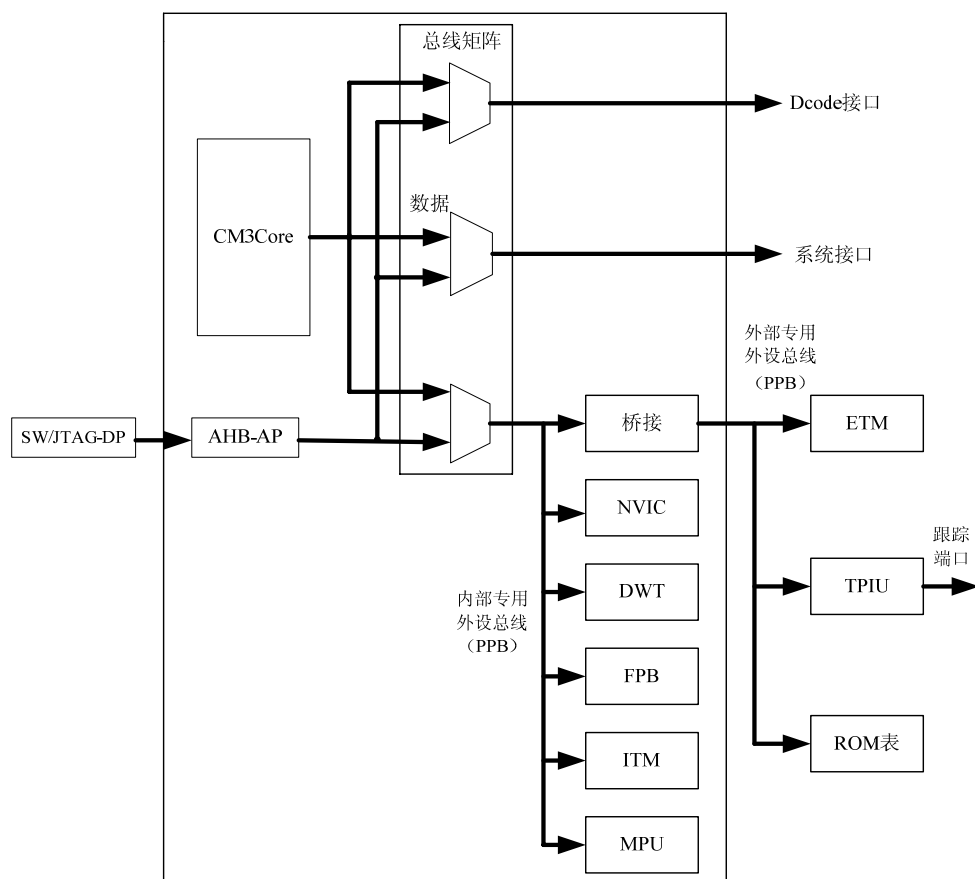 总线矩阵
Dcode接口
数据
CM3Core
系统接口
外部专用
外设总线
（PPB）
SW/JTAG-DP
AHB-AP
桥接
ETM
NVIC
跟踪
端口
内部专用
外设总线
（PPB）
DWT
TPIU
FPB
ROM表
ITM
MPU